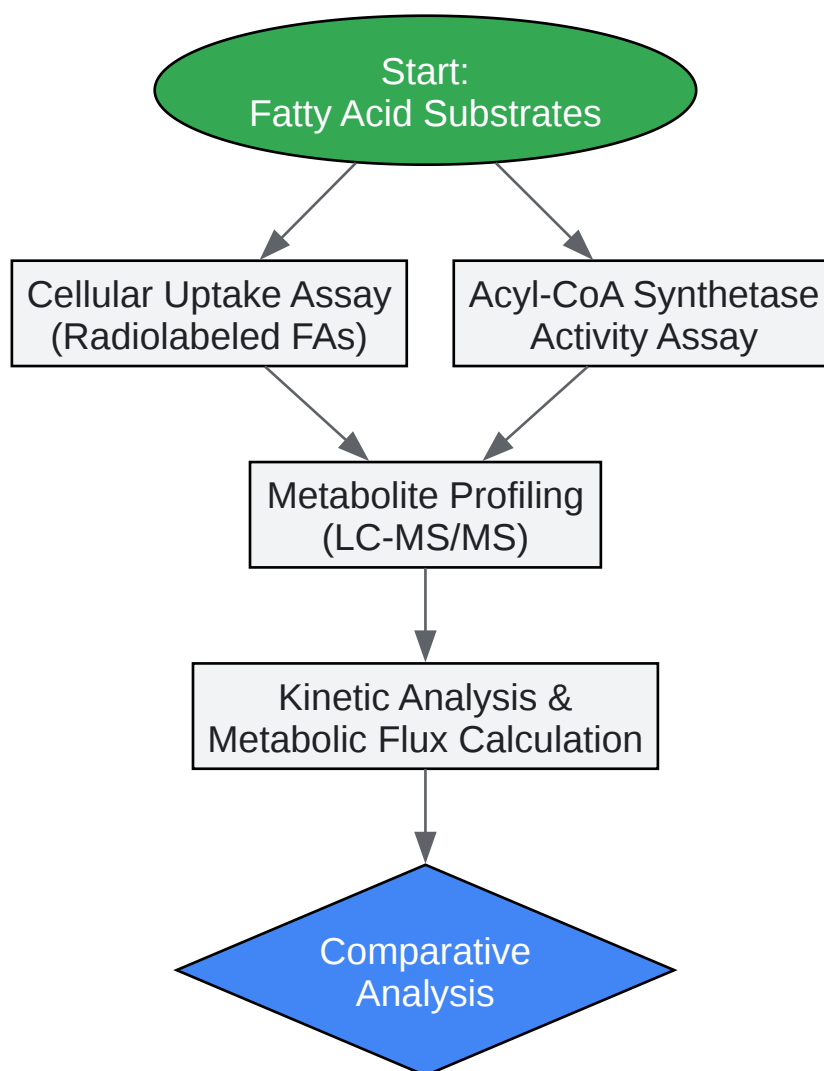 Start:
Fatty Acid Substrates
Cellular Uptake Assay
(Radiolabeled FAs)
Acyl-CoA Synthetase
Activity Assay
Metabolite Profiling
(LC-MS/MS)
Kinetic Analysis &
Metabolic Flux Calculation
Comparative
Analysis